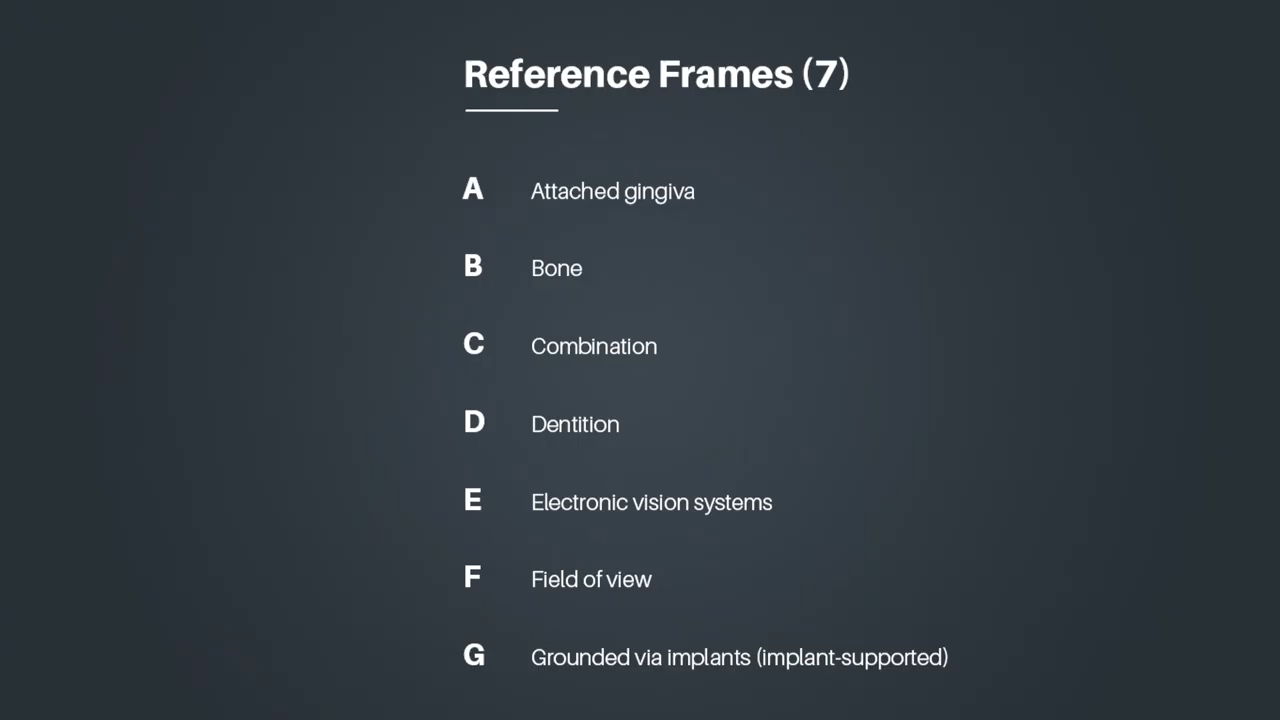 Reference Frames (7)
A Attached gingiva
B Bone
C Combination
D Dentition
E Electronic vision systems
F Field of view
G Grounded via implants (implant-supported)